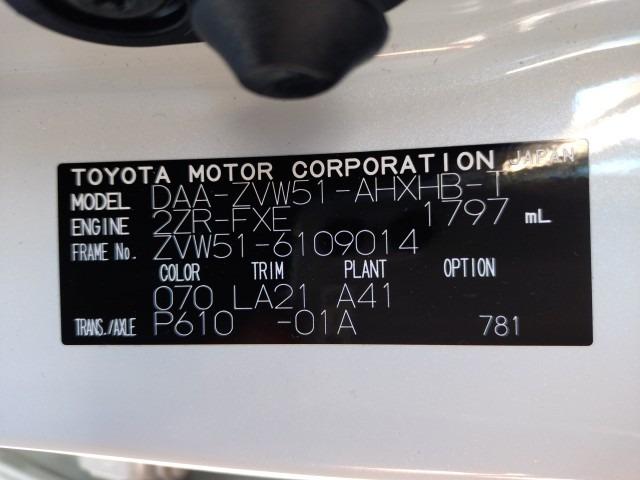 TOYOTA MOTOR CORPORATION JAPAN
MODEL DAA-ZVW51-AHXHB-T
ENGINE 2ZR-FXE 1797 mL
FRAME No. ZVW51-6109014
COLOR TRIM PLANT OPTION
070 LA21 A41
TRANS./AXLE P610 -01A 781